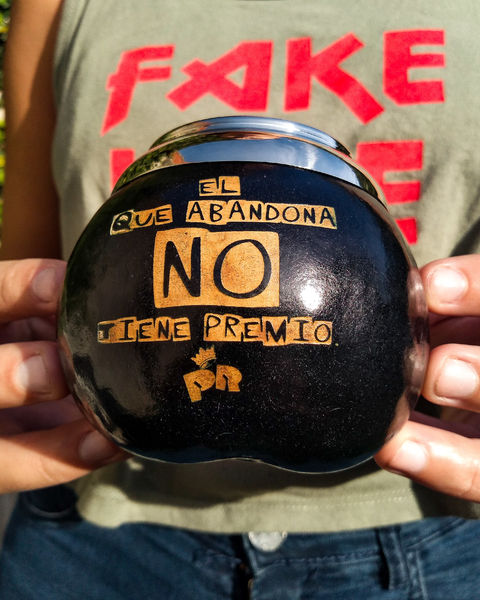 FAKE
EL
QUE ABANDONA
NO
TIENE PREMIO
PR